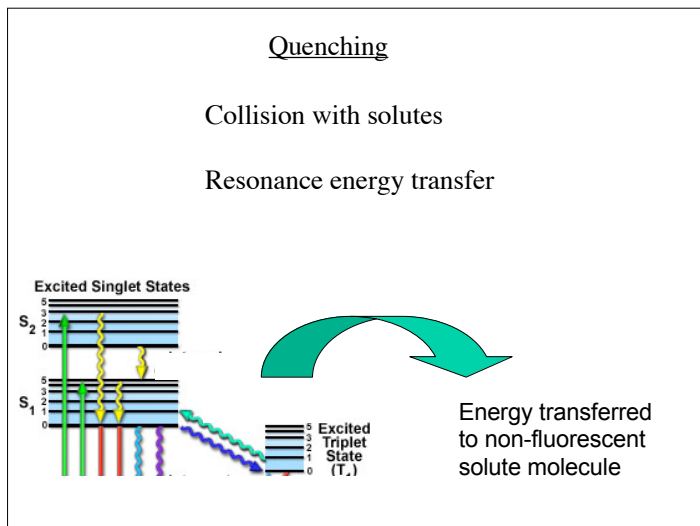 Quenching
Collision with solutes
Resonance energy transfer
Excited Singlet States
S2
5
3
2
1
0
S1
5
3
2
1
0
Excited
Triplet
State
(T1)
5
3
2
1
0
Energy transferred
to non-fluorescent
solute molecule